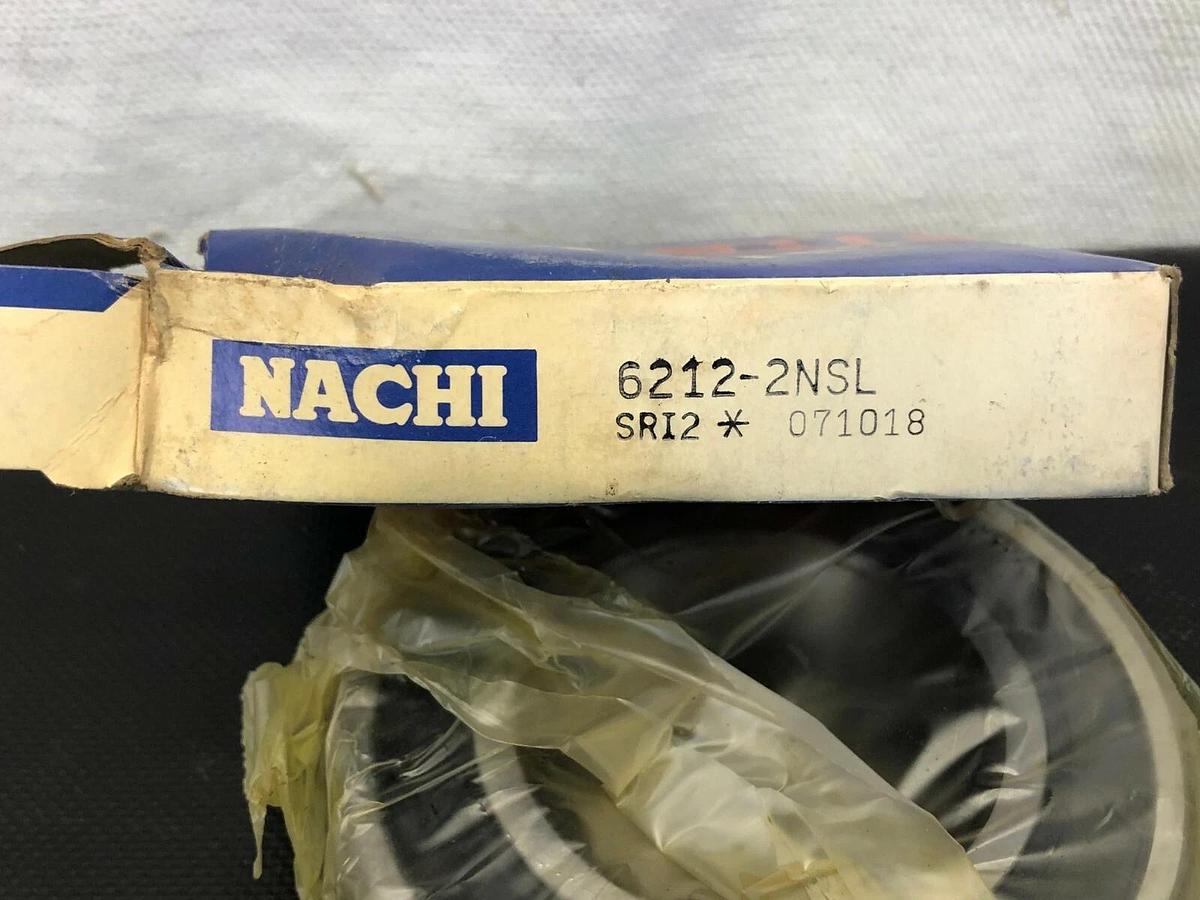 NACHI
6212-2NSL
SRI2 * 071018